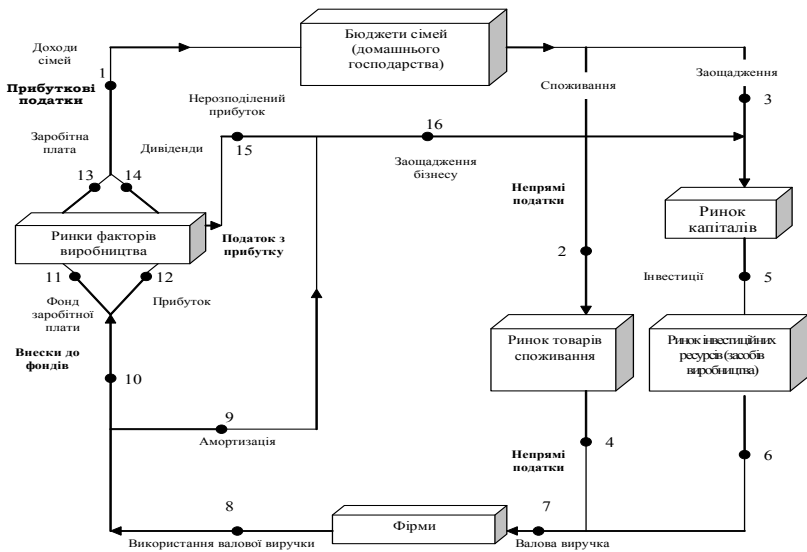 Доходи
сімей
Бюджети сімей
(домашнього
господарства)
1
Прибуткові
податки
Споживання
Заощадження
3
Нерозподілений
прибуток
16
Заробітна
плата
Дивіденди
15
Заощадження
бізнесу
13
14
Непрямі
податки
Ринок
капіталів
Ринки факторів
виробництва
Податок з
прибутку
2
11
12
Інвестиції
5
Фонд
заробітної
плати
Прибуток
Ринок товарів
споживання
Ринок інвестиційних
ресурсів (засобів
виробництва)
Внески до
фондів
10
9
Амортизація
4
Непрямі
податки
6
8
7
Фірми
Використання валової виручки
Валова виручка